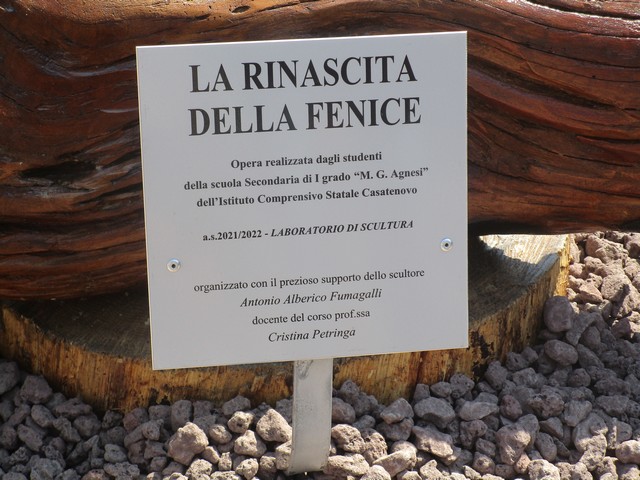 LA RINASCITA
DELLA FENICE
Opera realizzata dagli studenti
della scuola Secondaria di I grado “M. G. Agnesi”
dell’Istituto Comprensivo Statale Casatenovo
a.s.2021/2022 - LABORATORIO DI SCULTURA
organizzato con il prezioso supporto dello scultore
Antonio Alberico Fumagalli
docente del corso prof.ssa
Cristina Petringa